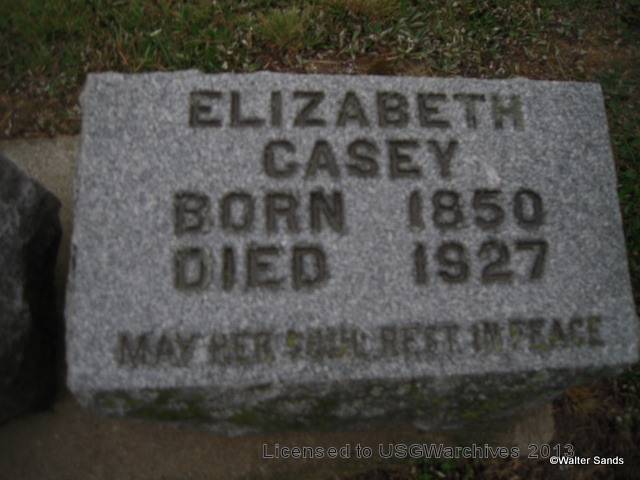 ELIZABETH
CASEY
BORN 1850
DIED 1927
MAY HER SOUL REST IN PEACE
Licensed to USGWarchives 2013
©Walter Sands